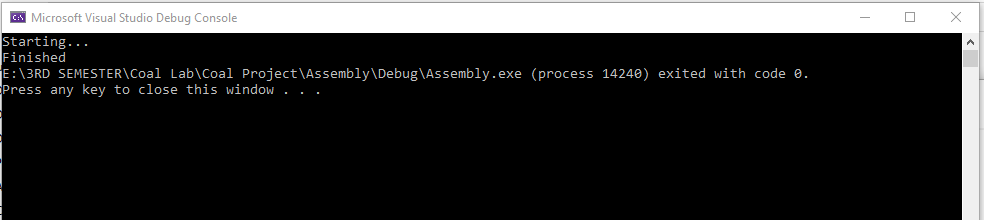 Microsoft Visual Studio Debug Console
Starting...
Finished
E:\3RD SEMESTER\Coal Lab\Coal Project\Assembly\Debug\Assembly.exe (process 14240) exited with code 0.
Press any key to close this window . . .